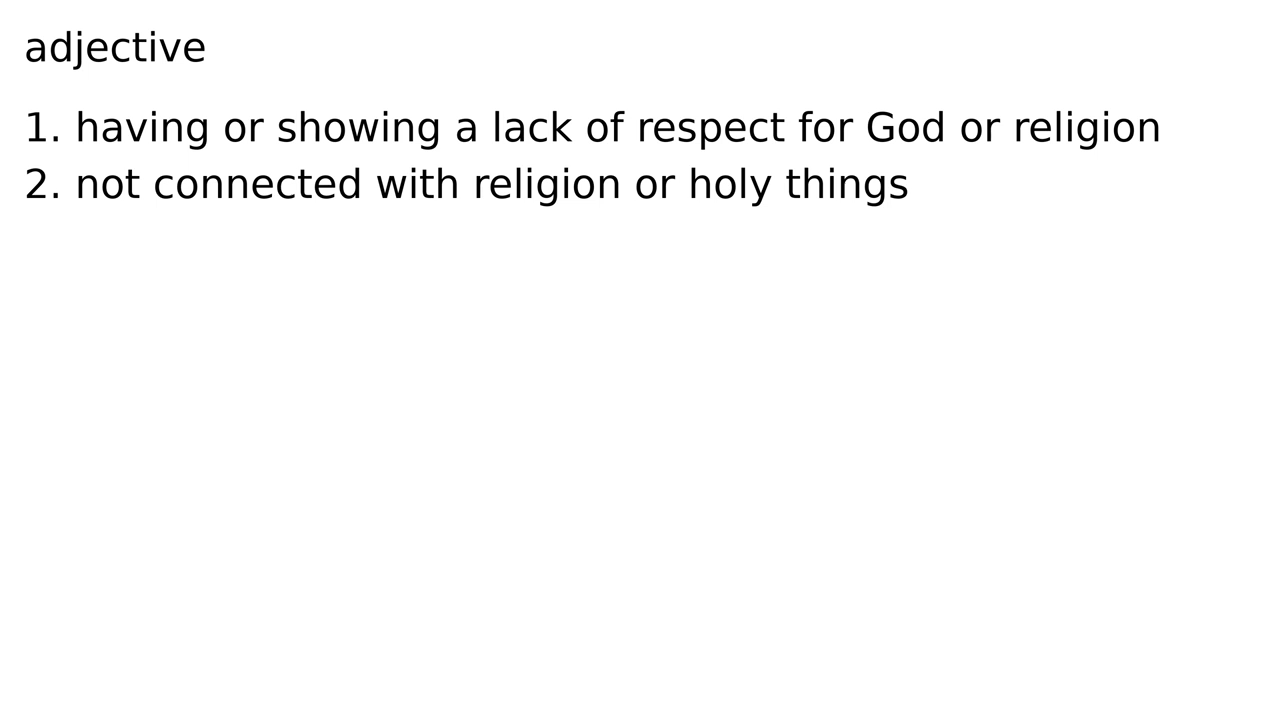 adjective
1. having or showing a lack of respect for God or religion
2. not connected with religion or holy things